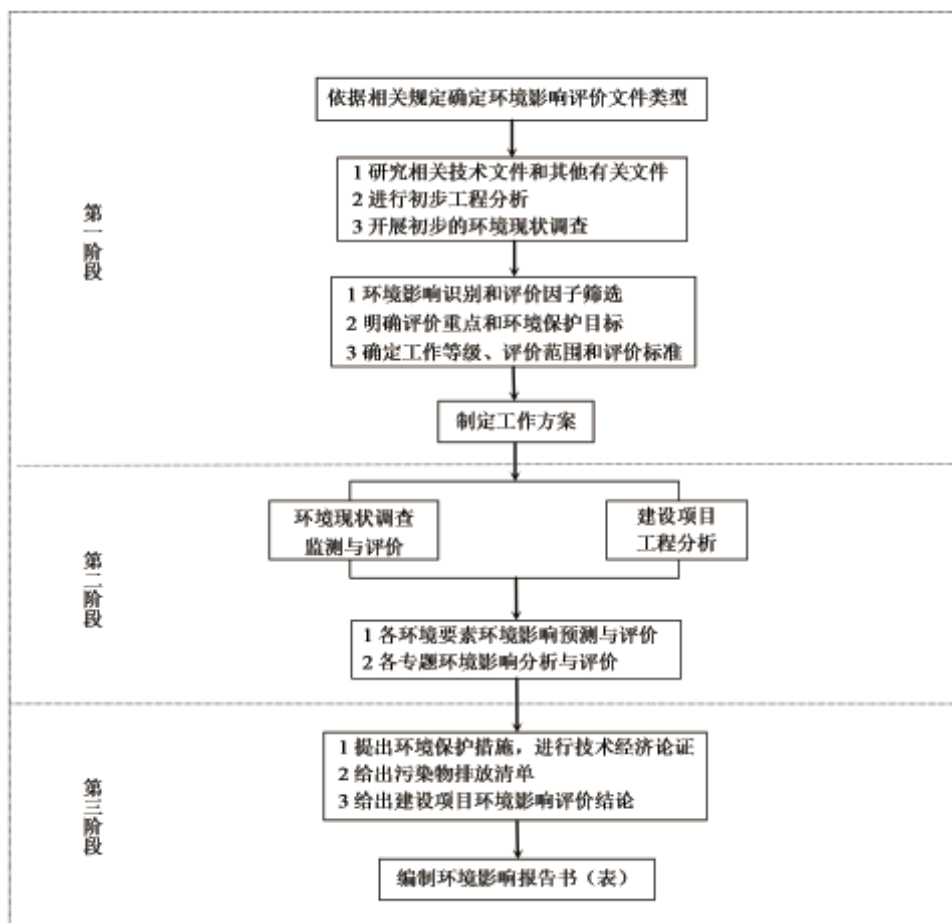 依据相关规定确定环境影响评价文件类型
1 研究相关技术文件和其他有关文件
2 进行初步工程分析
3 开展初步的环境现状调查
第一阶段
1 环境影响识别和评价因子筛选
2 明确评价重点和环境保护目标
3 确定工作等级、评价范围和评价标准
制定工作方案
环境现状调查
监测与评价
建设项目
工程分析
第二阶段
1 各环境要素环境影响预测与评价
2 各专题环境影响分析与评价
1 提出环境保护措施，进行技术经济论证
2 给出污染物排放清单
3 给出建设项目环境影响评价结论
第三阶段
编制环境影响报告书（表）